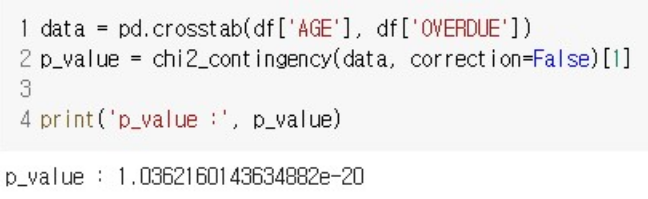 1 data = pd.crosstab(df['AGE'], df['OVERDUE'])
2 p_value = chi2_contingency(data, correction=False)[1]
3
4 print('p_value :', p_value)
p_value : 1.0362160143634882e-20